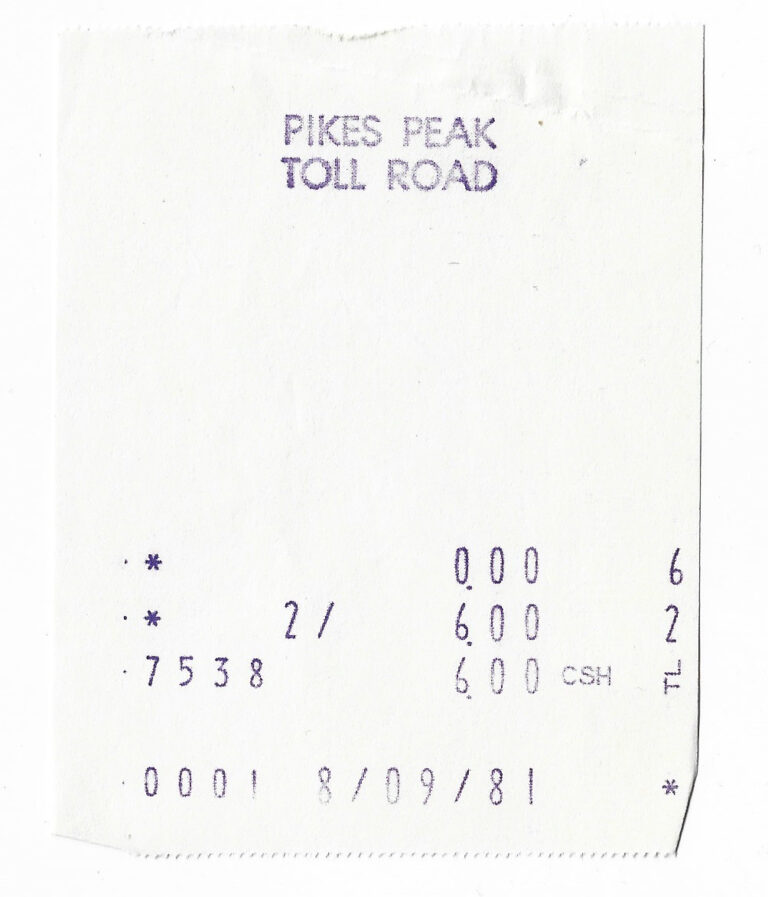 PIKES PEAK
TOLL ROAD
* 0.00 6
* 2/ 6.00 2
7538 6.00 CSH TL
0001 8/09/81 *